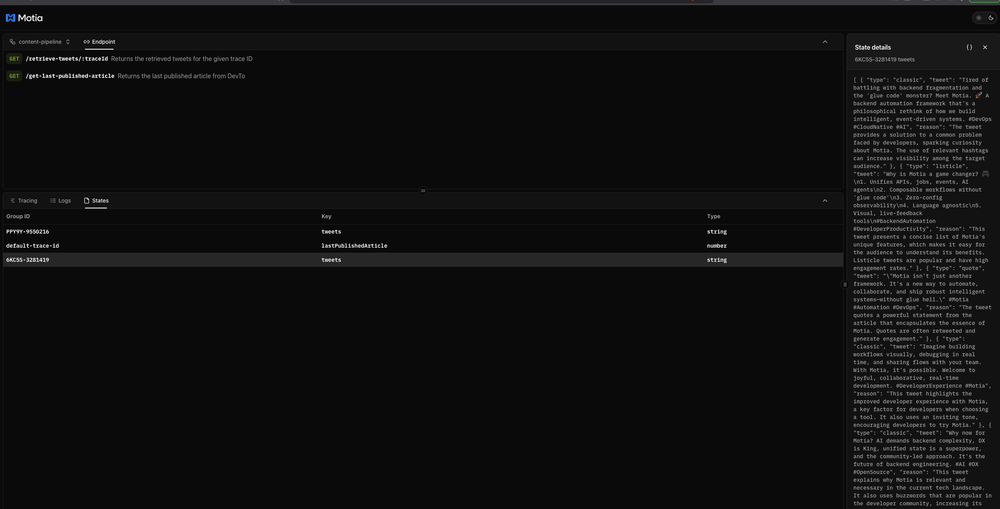 Motia
content-pipeline
Endpoint
GET /retrieve-tweets/:traceId Returns the retrieved tweets for the given trace ID
GET /get-last-published-article Returns the last published article from DevTo
Tracing Logs States
Group ID Key Type
PPY9Y-9550216 tweets string
default-trace-id lastPublishedArticle number
6KCSS-3281419 tweets string
State details
6KCSS-3281419 tweets
[ { "type": "classic", "tweet": "Tired of
battling with backend fragmentation and
the 'glue code' monster? Meet Motia. 🚀 A
backend automation framework that's a
philosophical rethink of how we build
intelligent, event-driven systems. #DevOps
#CloudNative #AI", "reason": "The tweet
provides a solution to a common problem
faced by developers, sparking curiosity
about Motia. The use of relevant hashtags
can increase visibility among the target
audience." }, { "type": "listicle",
"tweet": "Why is Motia a game changer? 🎮
\n1. Unifies APIs, jobs, events, AI
agents\n2. Composable workflows without
'glue code'\n3. Zero-config
observability\n4. Language agnostic\n5.
Visual, live-feedback
tools\n#BackendAutomation
#DeveloperProductivity", "reason": "This
tweet presents a concise list of Motia's
unique features, which makes it easy for
the audience to understand its benefits.
Listicle tweets are popular and have high
engagement rates." }, { "type": "quote",
"tweet": "\"Motia isn't just another
framework. It's a new way to automate,
collaborate, and ship robust intelligent
systems—without glue hell.\" #Motia
#Automation #DevOps", "reason": "The tweet
quotes a powerful statement from the
article that encapsulates the essence of
Motia. Quotes are often retweeted and
generate engagement." }, { "type":
"classic", "tweet": "Imagine building
workflows visually, debugging in real
time, and sharing flows with your team.
With Motia, it's possible. Welcome to
joyful, collaborative, real-time
development. #DeveloperExperience #Motia",
"reason": "This tweet highlights the
improved developer experience with Motia,
a key factor for developers when choosing
a tool. It also uses an inviting tone,
encouraging developers to try Motia." }, {
"type": "classic", "tweet": "Why now for
Motia? AI demands backend complexity, DX
is King, unified state is a superpower,
and the community-led approach. It's the
future of backend engineering. #AI #DX
#OpenSource", "reason": "This tweet
explains why Motia is relevant and
necessary in the current tech landscape.
It also uses buzzwords that are popular in
the developer community, increasing its